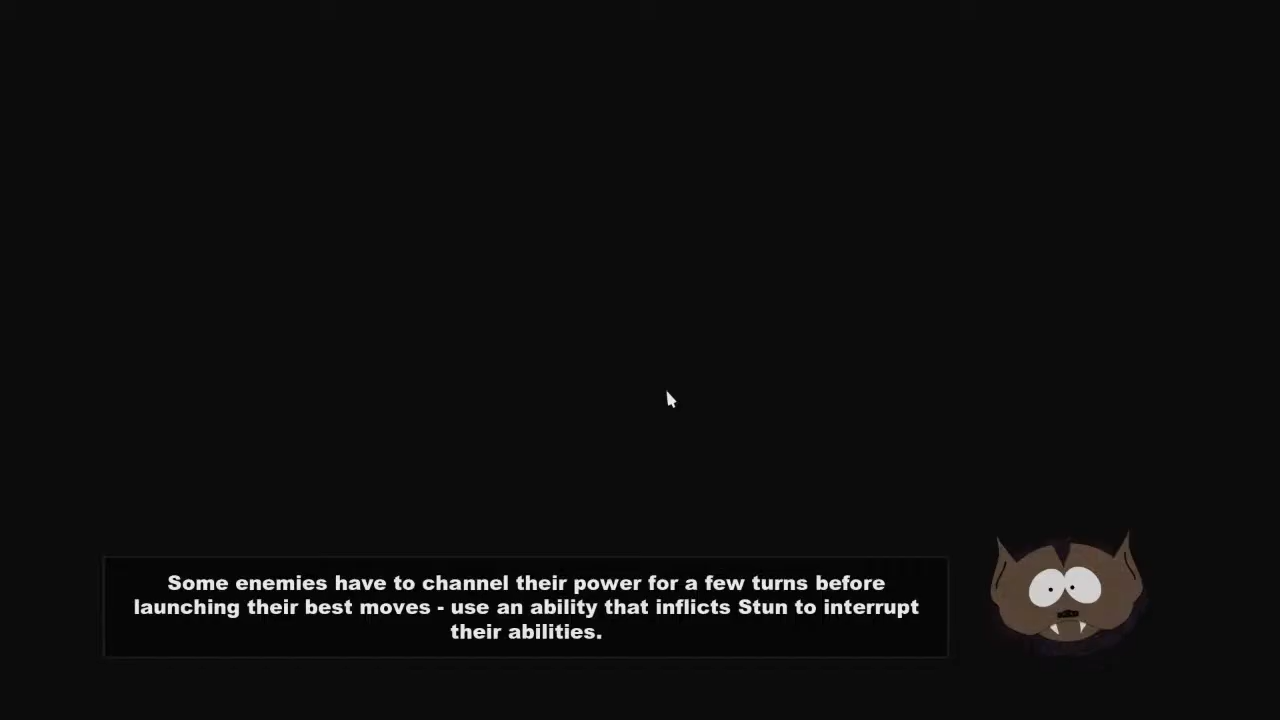 Some enemies have to channel their power for a few turns before
launching their best moves - use an ability that inflicts Stun to interrupt
their abilities.